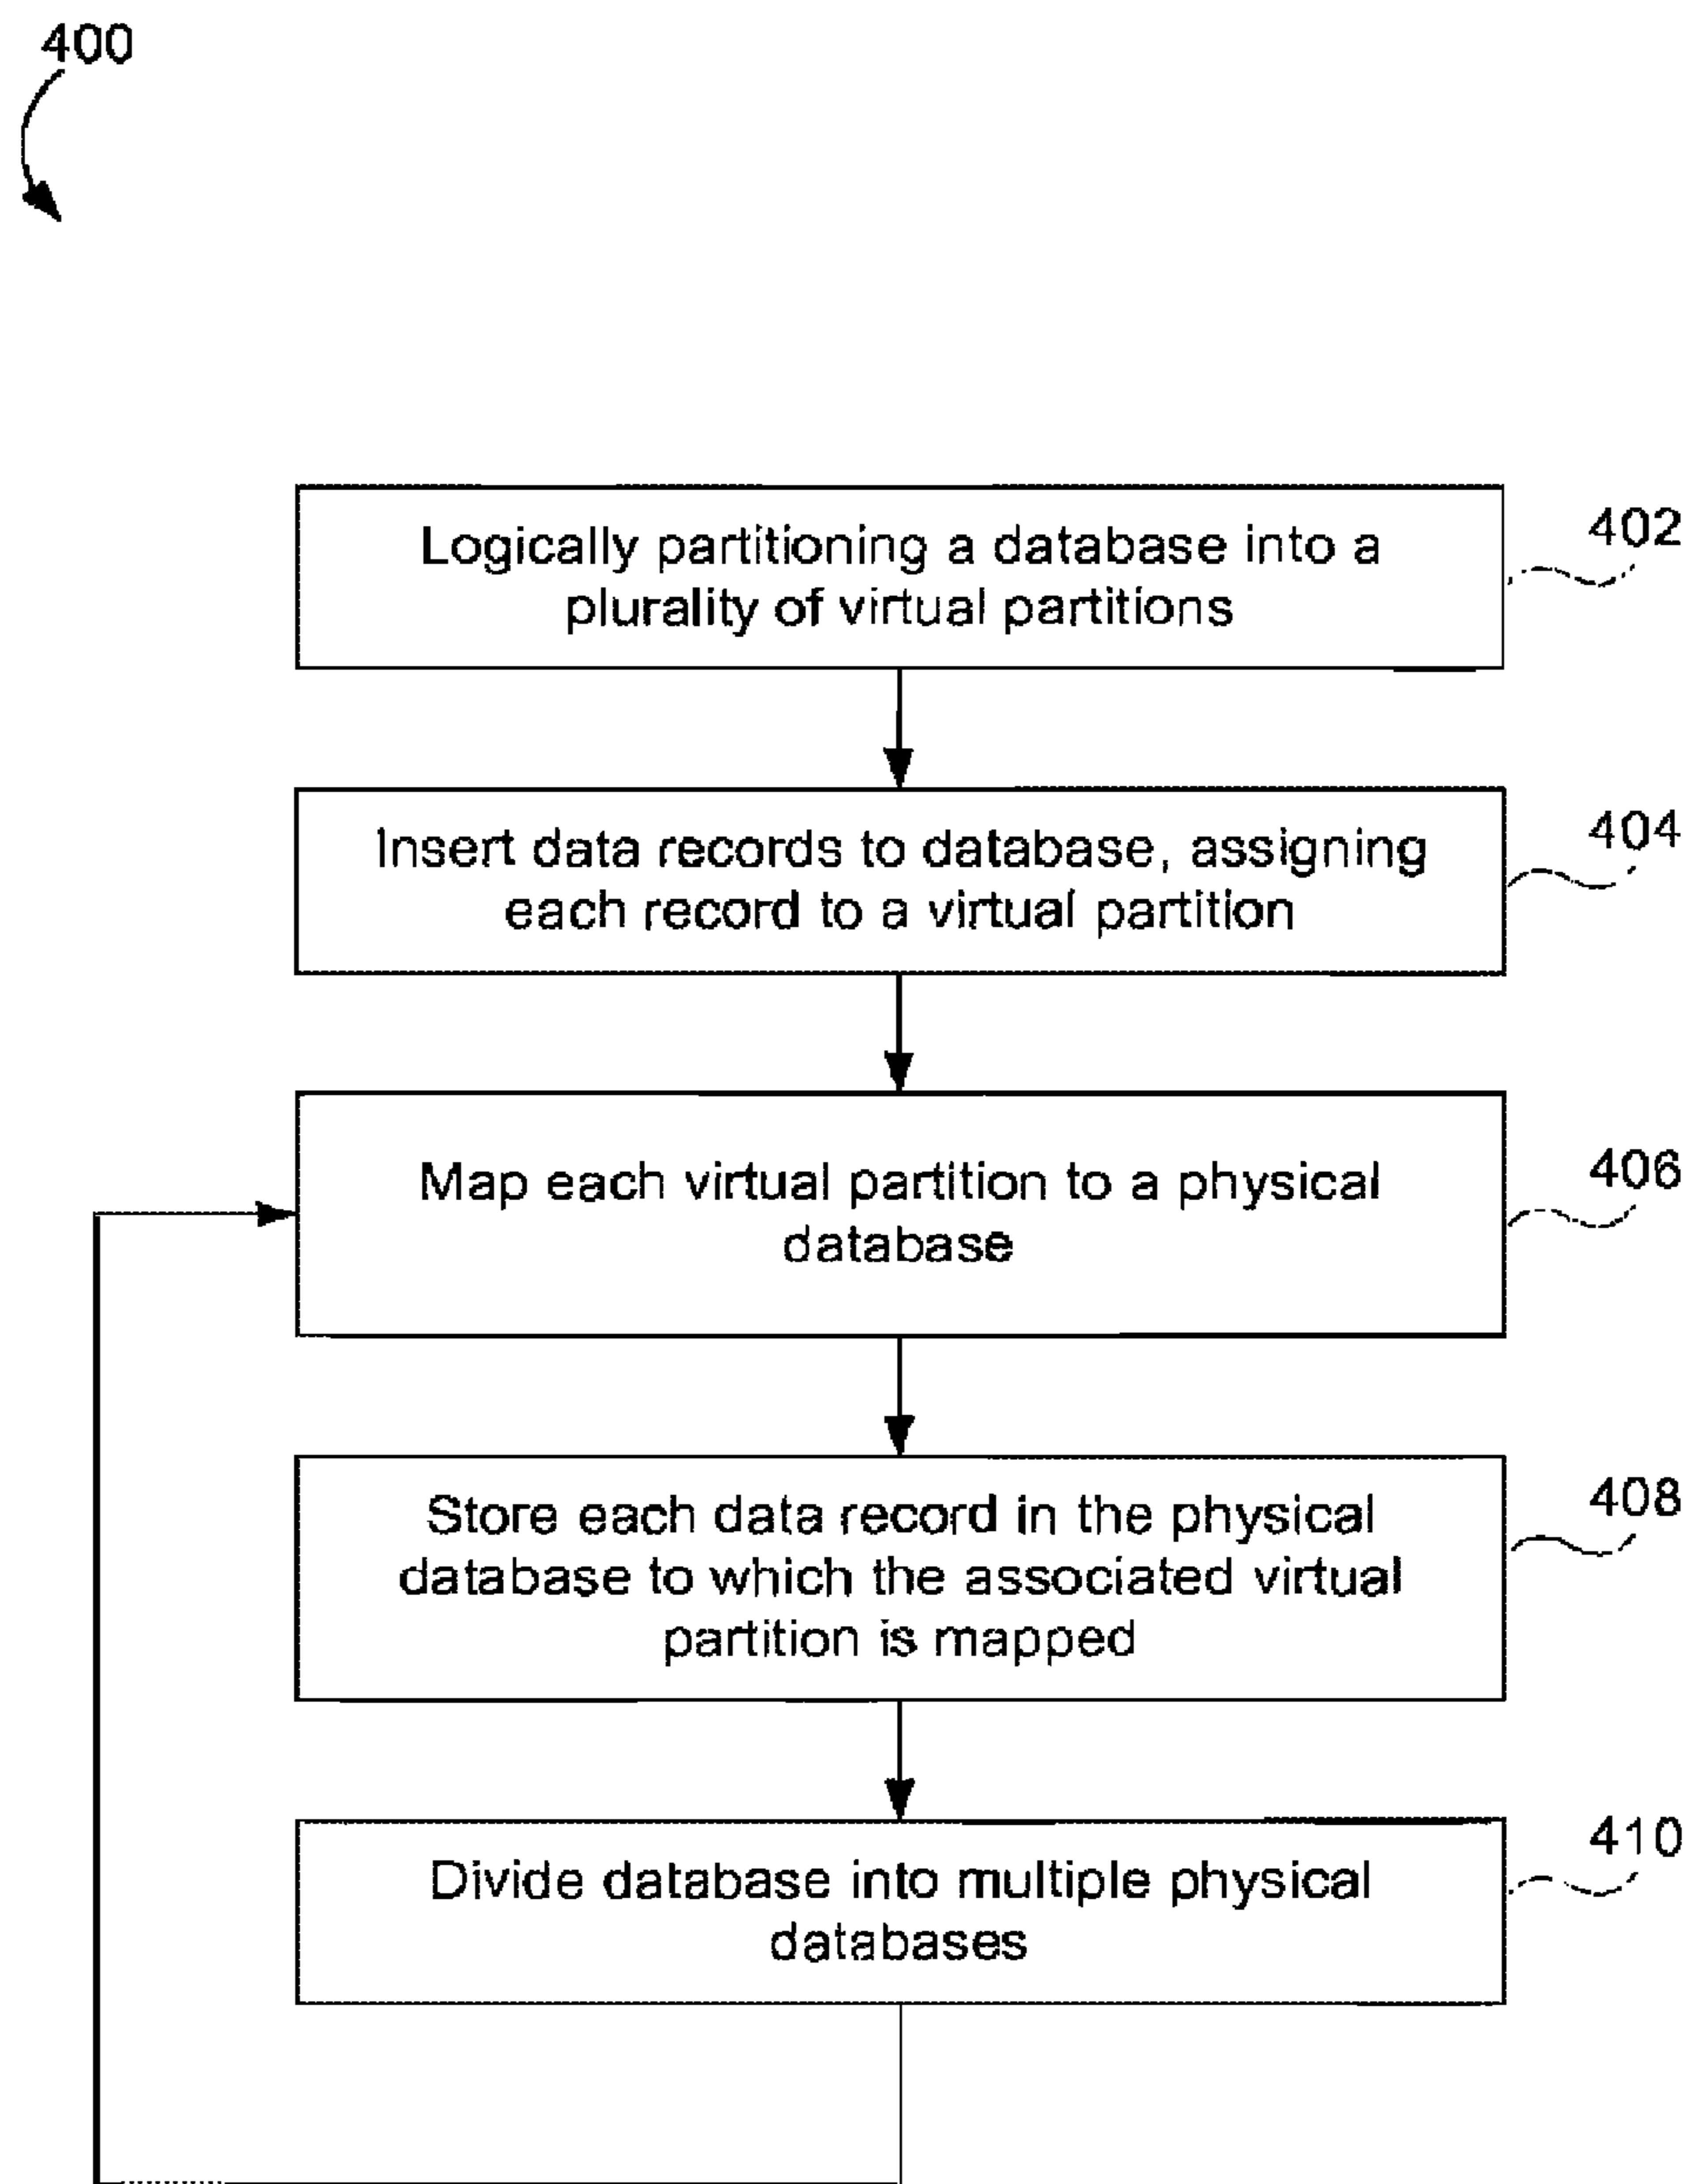 400
Logically partitioning a database into a
plurality of virtual partitions
402
Insert data records to database, assigning
each record to a virtual partition
404
Map each virtual partition to a physical
database
406
Store each data record in the physical
database to which the associated virtual
partition is mapped
408
Divide database into multiple physical
databases
410